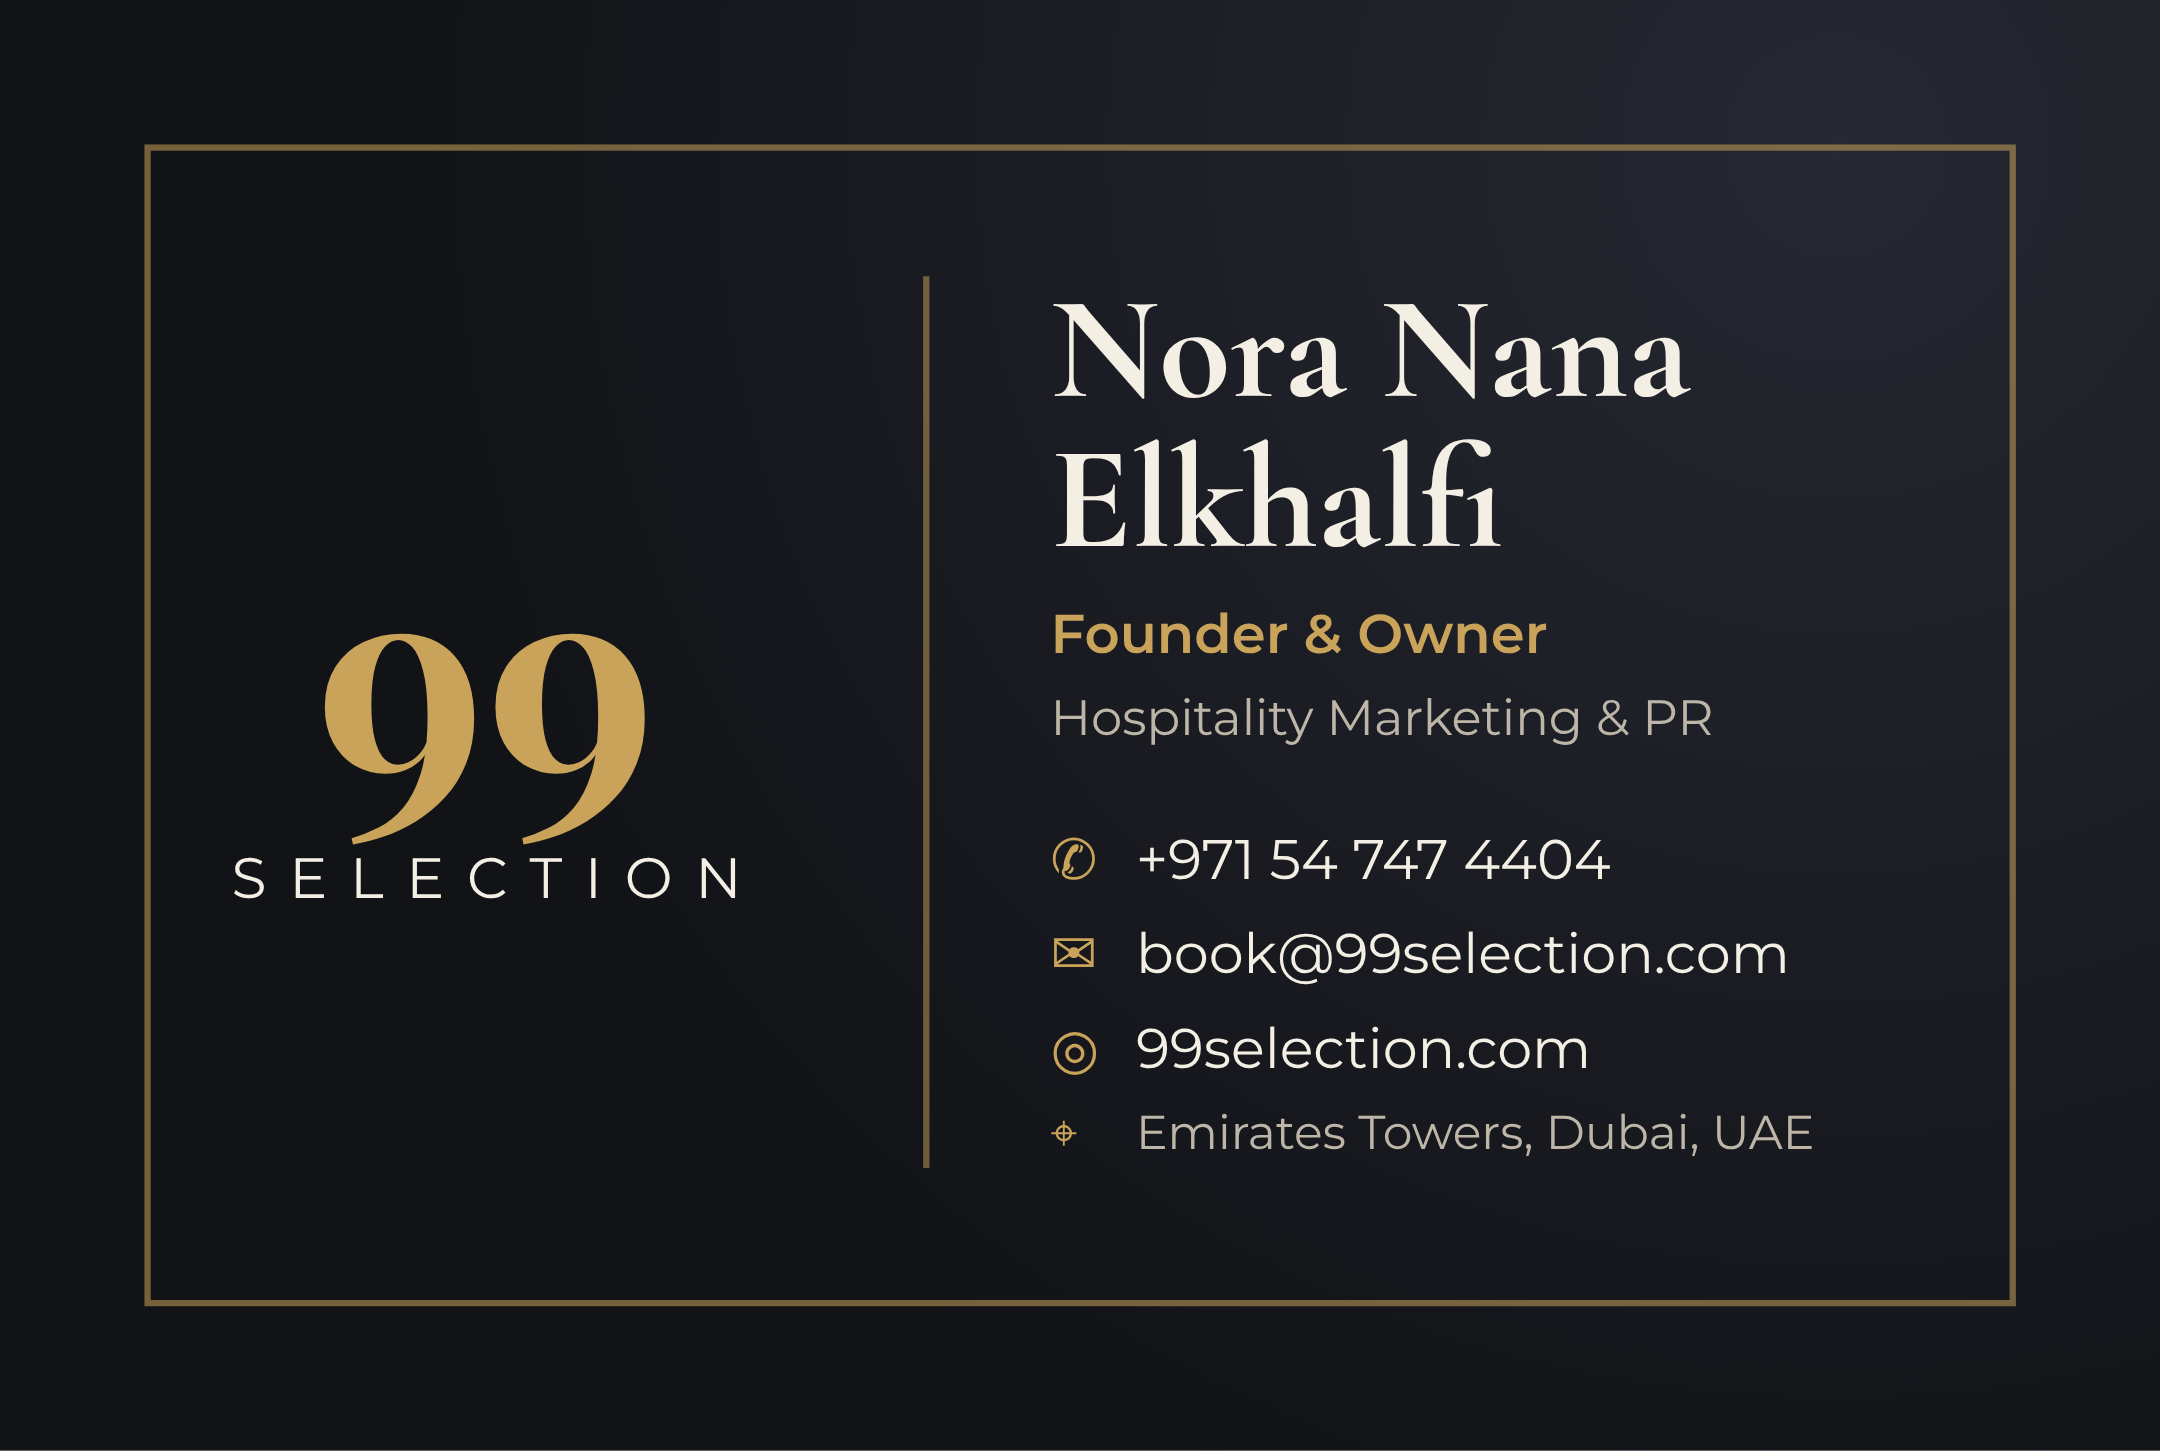 99
SELECTION
Nora Nana
Elkhalfi
Founder & Owner
Hospitality Marketing & PR
✆ +971 54 747 4404
✉ book@99selection.com
◎ 99selection.com
⌖ Emirates Towers, Dubai, UAE